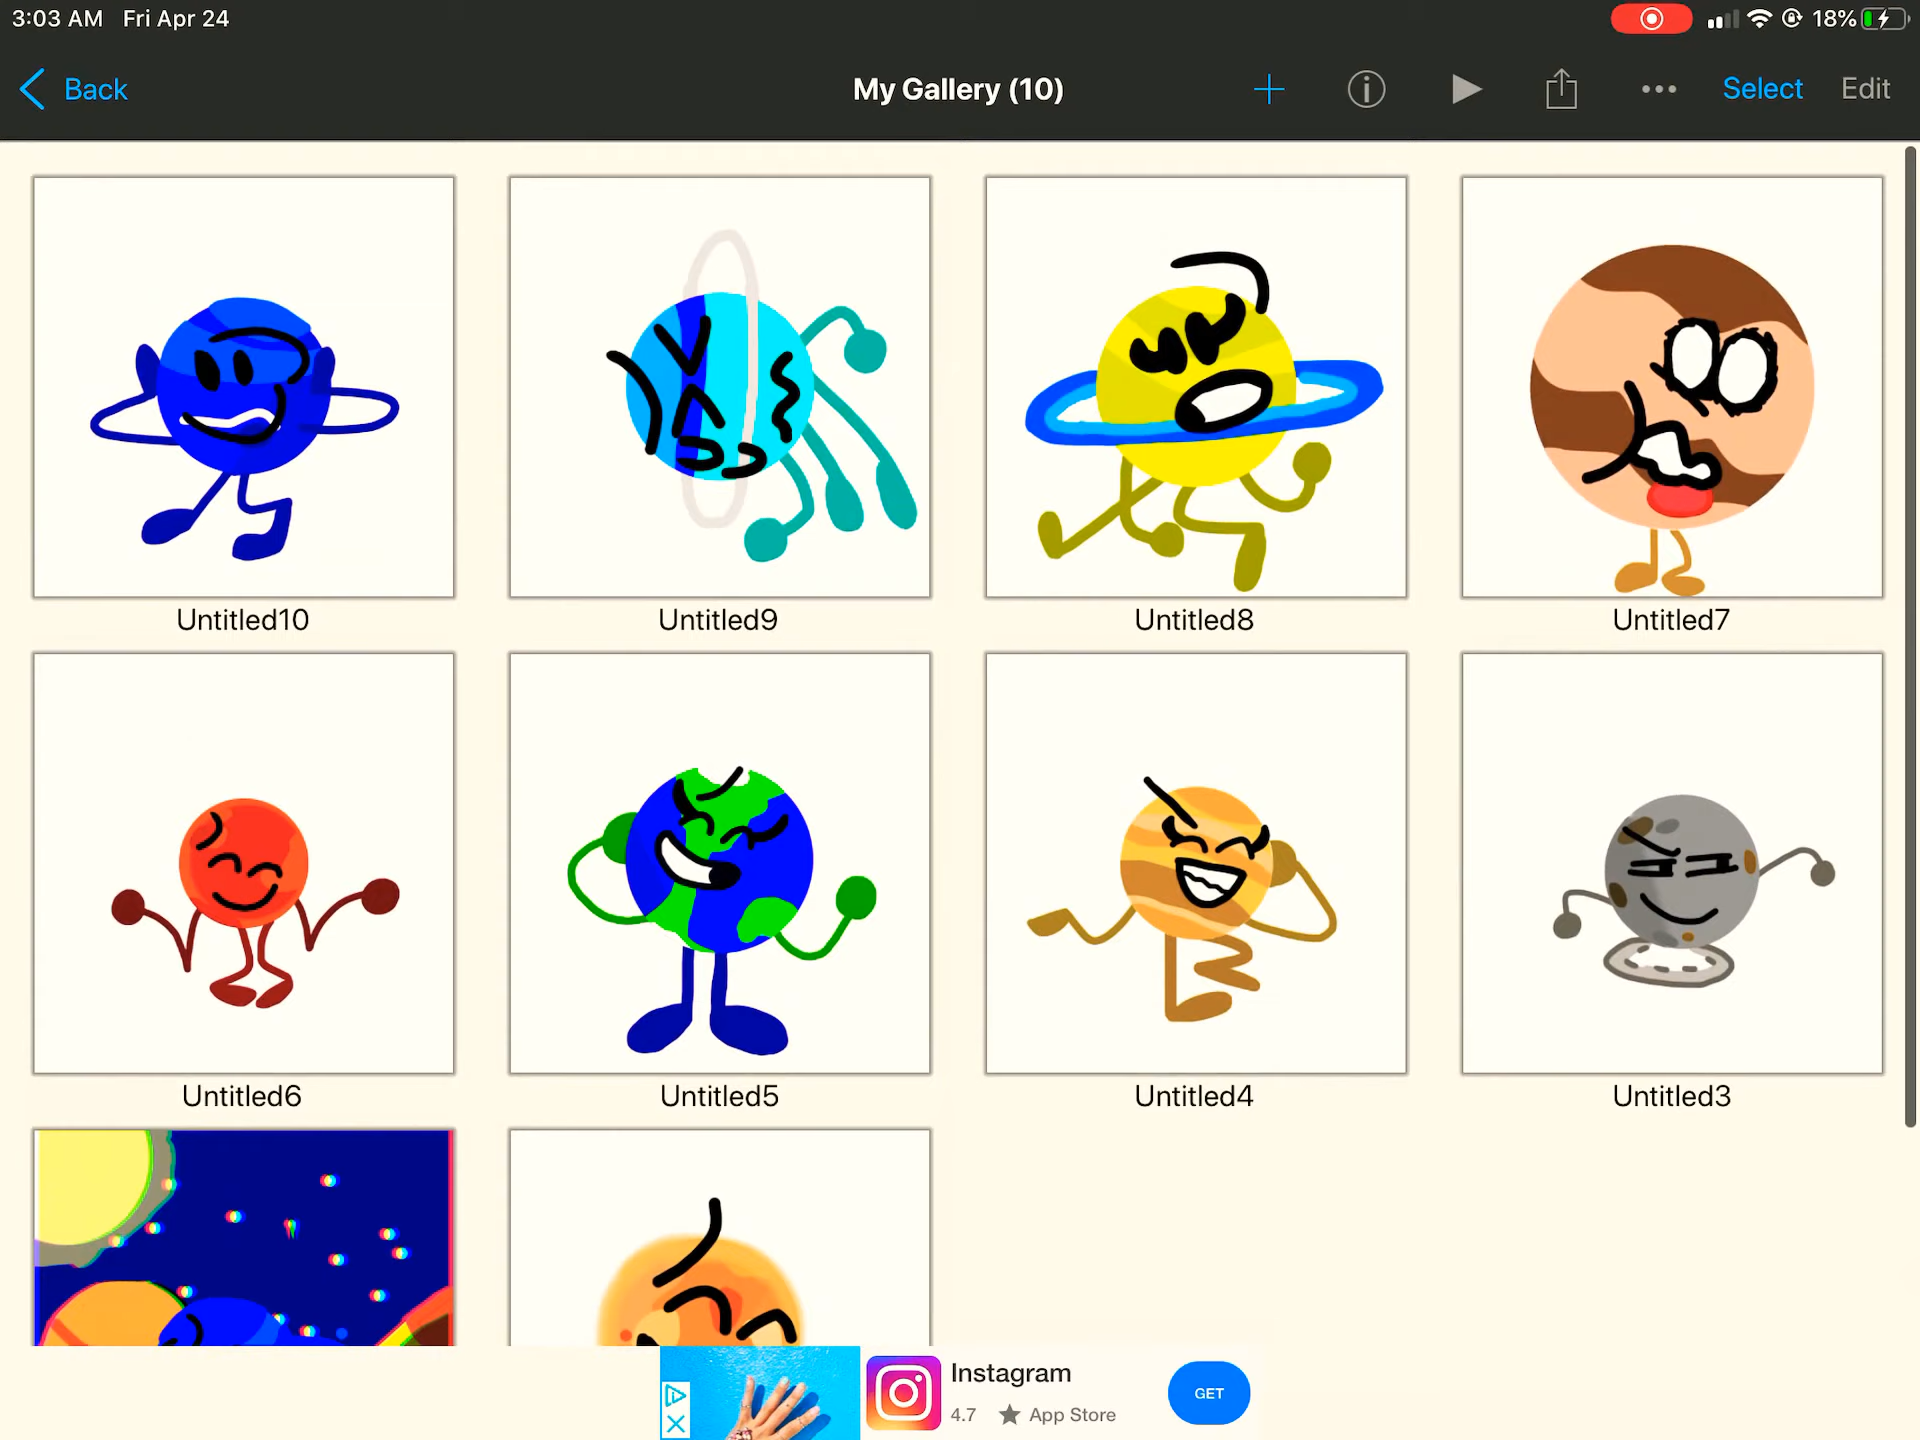 3:03 AM Fri Apr 24
18%
Back
My Gallery (10)
Select
Edit
Untitled10
Untitled9
Untitled8
Untitled7
Untitled6
Untitled5
Untitled4
Untitled3
Instagram
4.7 App Store
GET